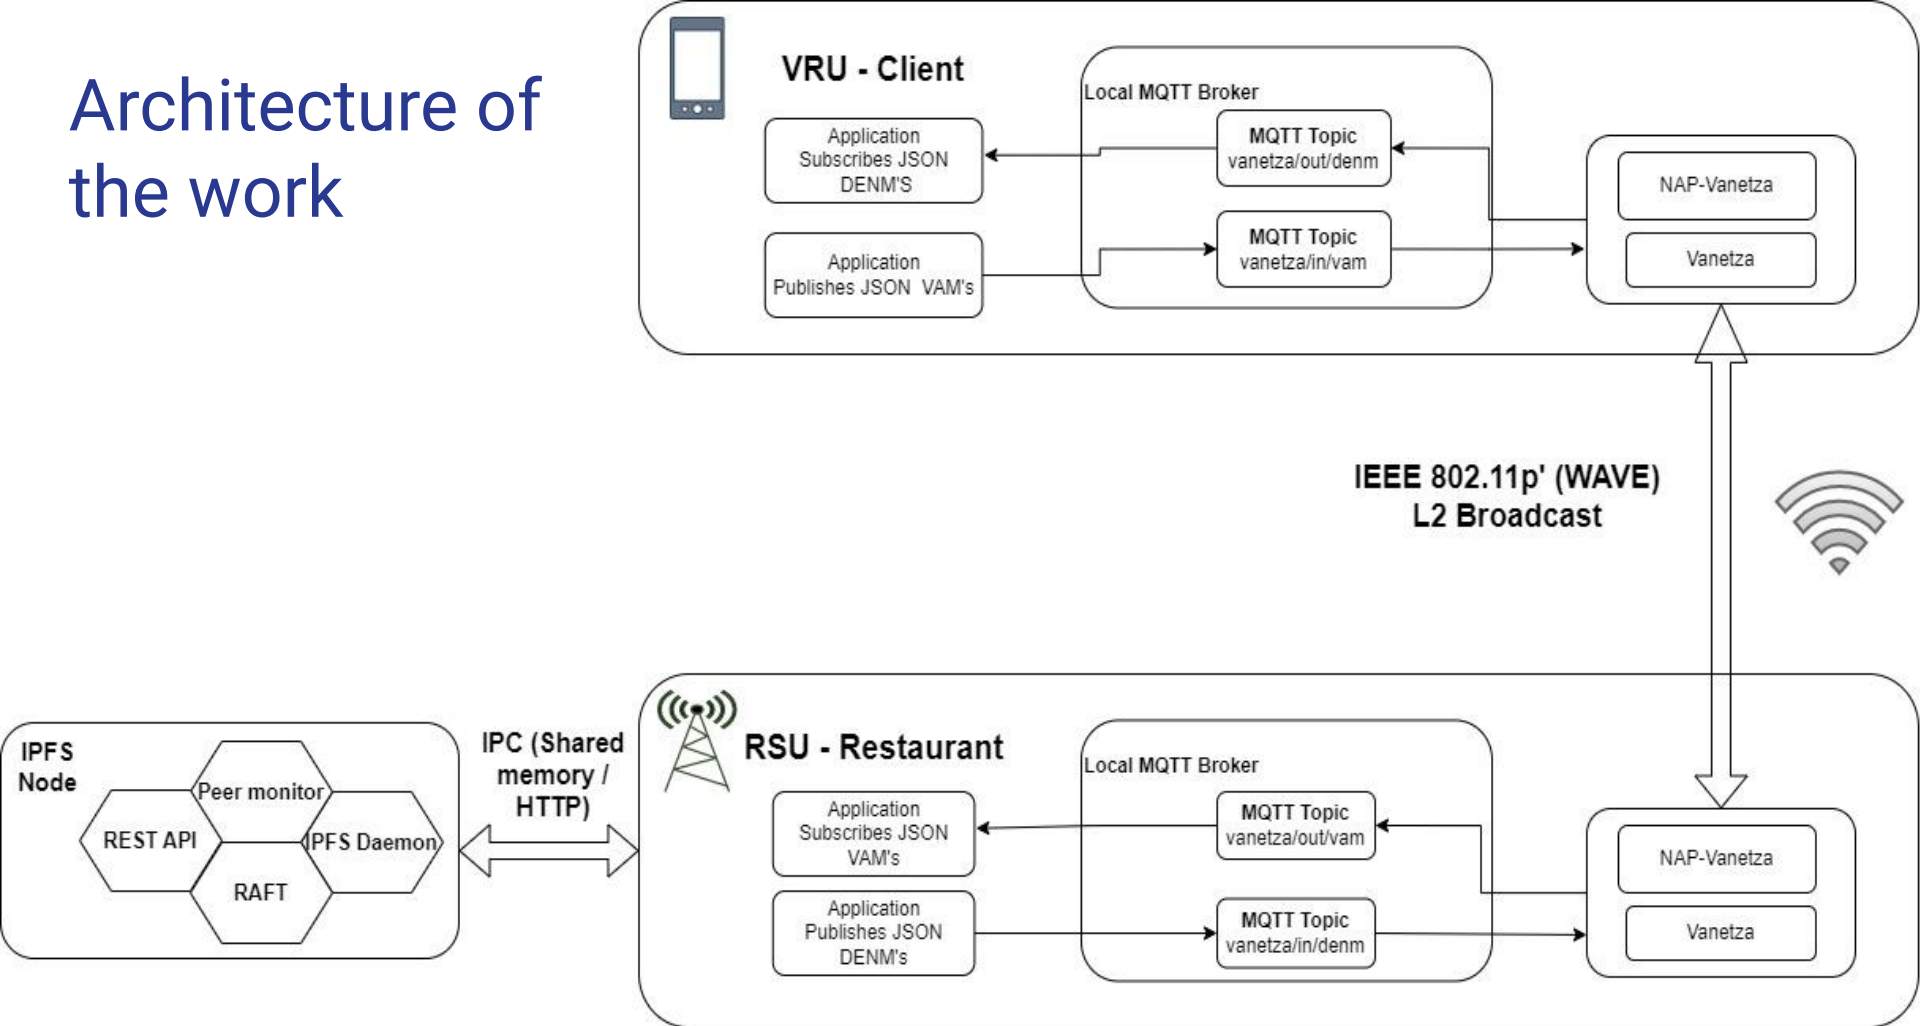 Architecture of
the work
VRU - Client
Local MQTT Broker
Application
Subscribes JSON
DENM'S
MQTT Topic
vanetza/out/denm
Application
Publishes JSON  VAM's
MQTT Topic
vanetza/in/vam
NAP-Vanetza
Vanetza
IEEE 802.11p' (WAVE)
L2 Broadcast
IPFS
Node
Peer monitor
REST API
IPFS Daemon
RAFT
IPC (Shared
memory /
HTTP)
RSU - Restaurant
Local MQTT Broker
Application
Subscribes JSON
VAM's
MQTT Topic
vanetza/out/vam
Application
Publishes JSON
DENM's
MQTT Topic
vanetza/in/denm
NAP-Vanetza
Vanetza